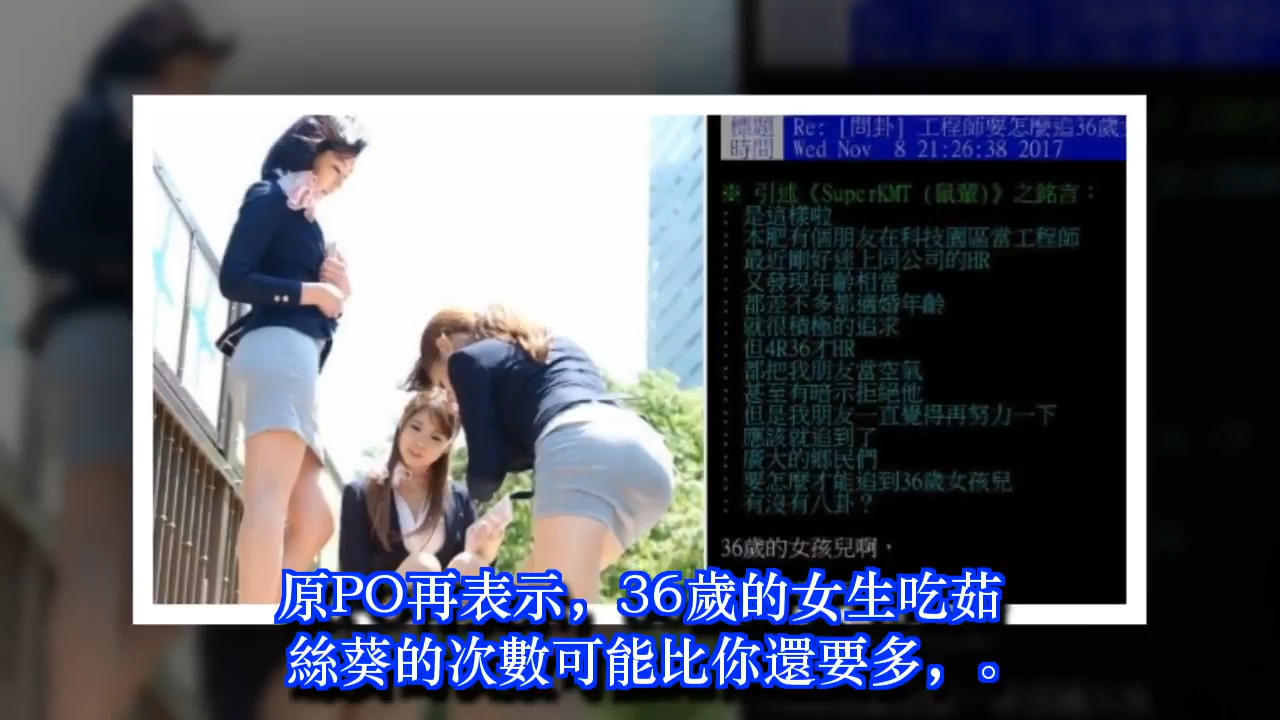 標題 Re: [問卦] 工程師要怎麼追36歲
時間 Wed Nov 8 21:26:38 2017
※ 引述《SuperKMT (鼠輩)》之銘言：
: 是這樣啦
: 本肥有個朋友在科技園區當工程師
: 最近剛好迷上同公司的HR
: 又發現年齡相當
: 都差不多都適婚年齡
: 就很積極的追求
: 但4R36才HR
: 都把我朋友當空氣
: 甚至有暗示拒絕他
: 但是我朋友一直覺得再努力一下
: 應該就追到了
: 廣大的鄉民們
: 要怎麼才能追到36歲女孩兒
: 有沒有八卦？
36歲的女孩兒啊，
原PO再表示，36歲的女生吃茹
絲葵的次數可能比你還要多，。